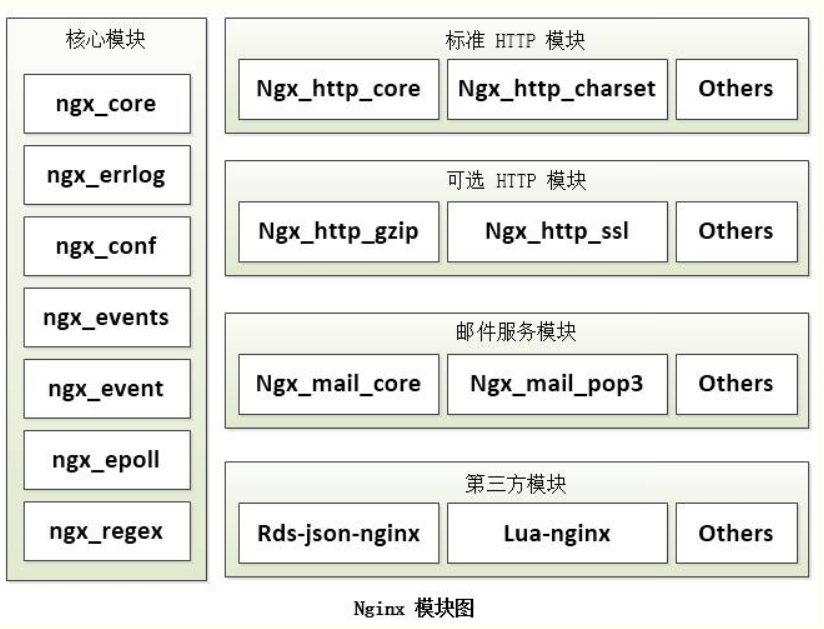 核心模块
ngx_core
ngx_errlog
ngx_conf
ngx_events
ngx_event
ngx_epoll
ngx_regex
标准 HTTP 模块
Ngx_http_core
Ngx_http_charset
Others
可选 HTTP 模块
Ngx_http_gzip
Ngx_http_ssl
Others
邮件服务模块
Ngx_mail_core
Ngx_mail_pop3
Others
第三方模块
Rds-json-nginx
Lua-nginx
Others
Nginx 模块图